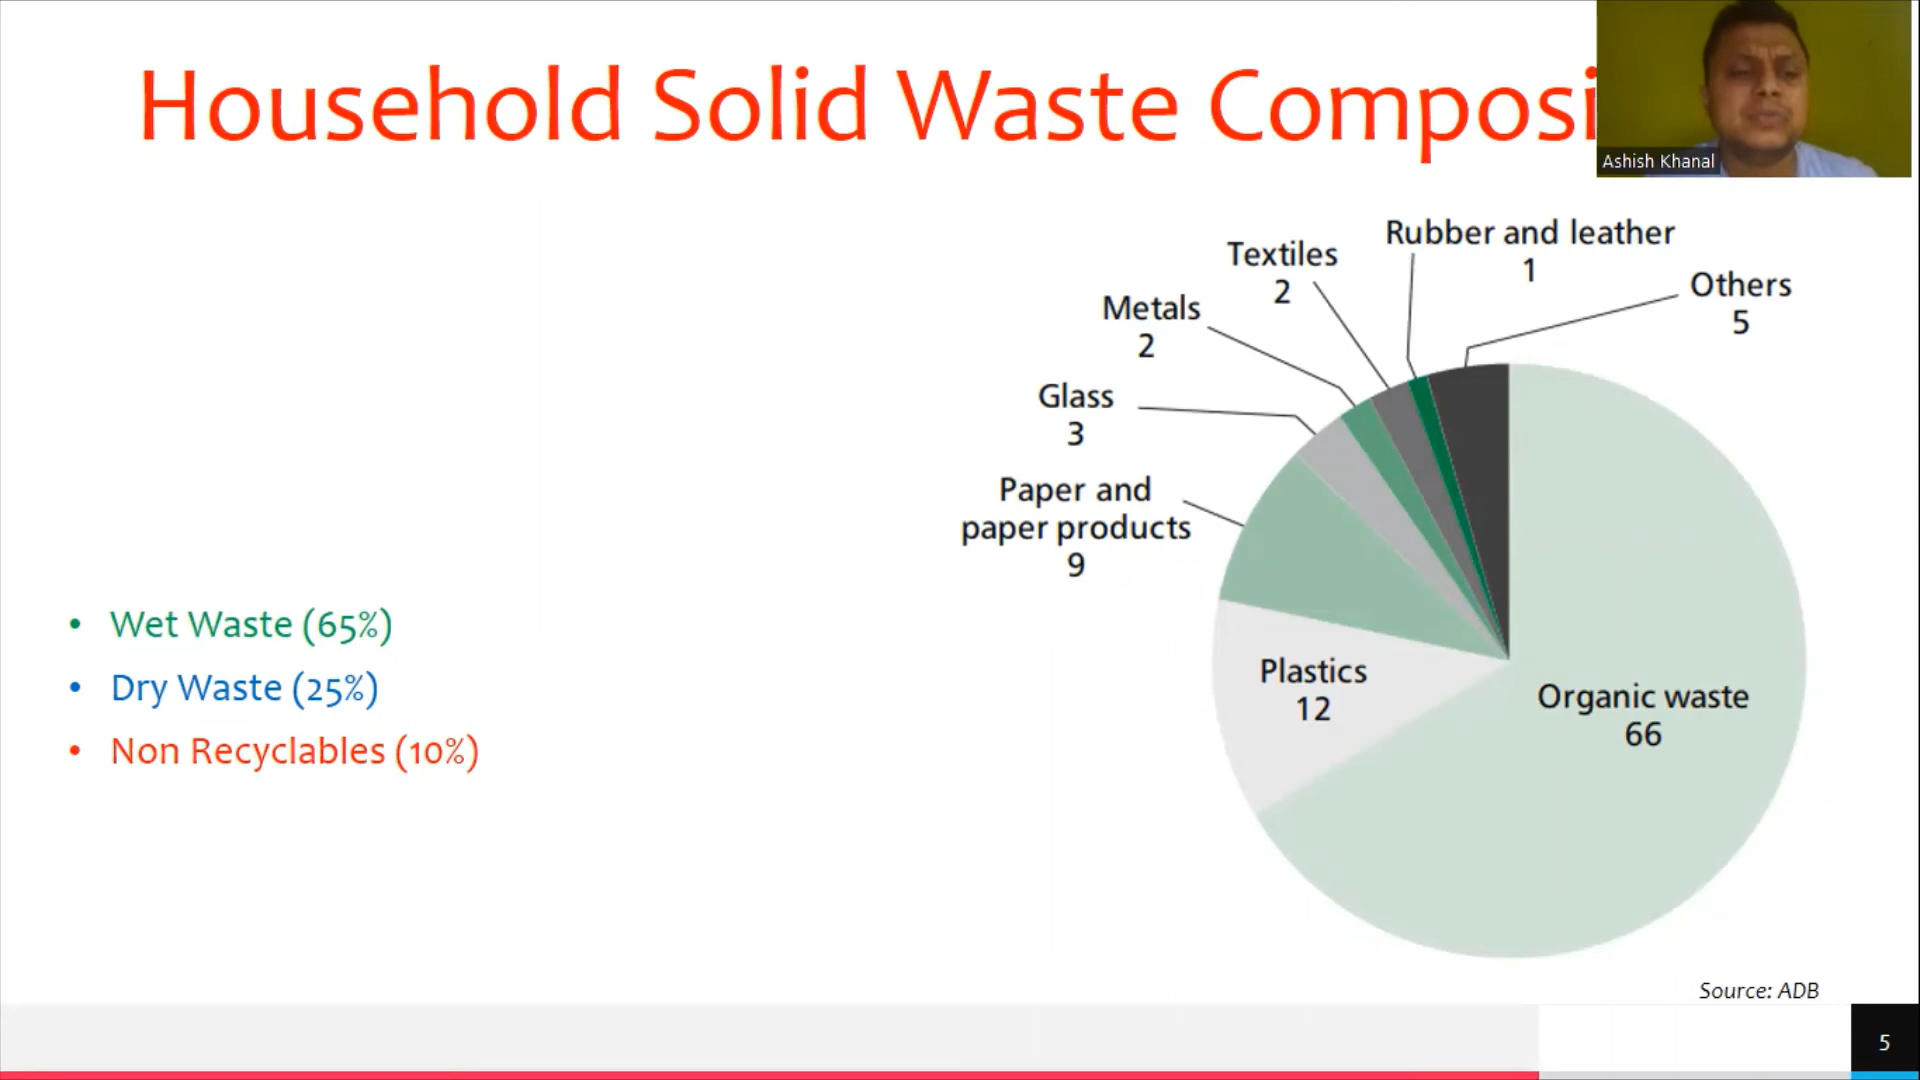 Household Solid Waste Composi
Ashish Khanal
Rubber and leather
1
Textiles
2
Others
5
Metals
2
Glass
3
Paper and
paper products
9
Wet Waste (65%)
Dry Waste (25%)
Non Recyclables (10%)
Plastics
12
Organic waste
66
Source: ADB
5